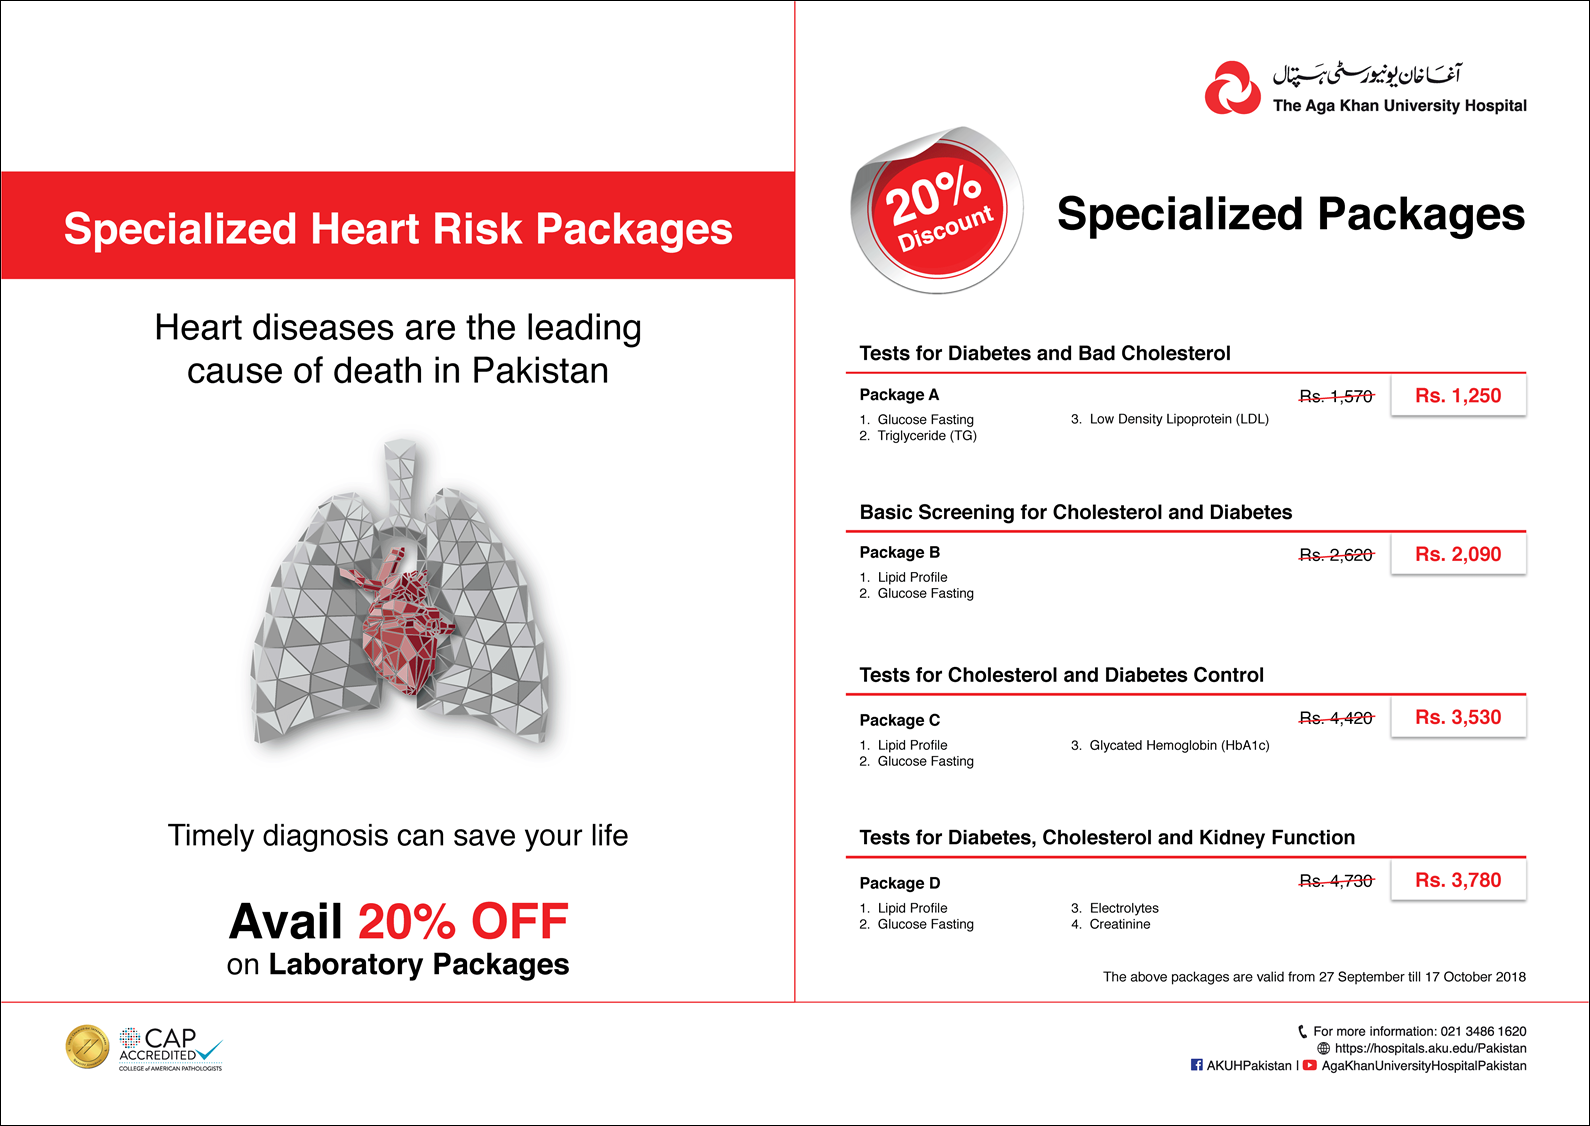 Specialized Heart Risk Packages
Heart diseases are the leading
cause of death in Pakistan
Timely diagnosis can save your life
Avail 20% OFF
on Laboratory Packages
آغا خان یونیورسٹی ہسپتال
The Aga Khan University Hospital
20%
Discount
Specialized Packages
Tests for Diabetes and Bad Cholesterol
Package A Rs. 1,570 Rs. 1,250
1. Glucose Fasting 3. Low Density Lipoprotein (LDL)
2. Triglyceride (TG)
Basic Screening for Cholesterol and Diabetes
Package B Rs. 2,620 Rs. 2,090
1. Lipid Profile
2. Glucose Fasting
Tests for Cholesterol and Diabetes Control
Package C Rs. 4,420 Rs. 3,530
1. Lipid Profile 3. Glycated Hemoglobin (HbA1c)
2. Glucose Fasting
Tests for Diabetes, Cholesterol and Kidney Function
Package D Rs. 4,730 Rs. 3,780
1. Lipid Profile 3. Electrolytes
2. Glucose Fasting 4. Creatinine
The above packages are valid from 27 September till 17 October 2018
CAP
ACCREDITED
COLLEGE of AMERICAN PATHOLOGISTS
For more information: 021 3486 1620
https://hospitals.aku.edu/Pakistan
AKUHPakistan | AgaKhanUniversityHospitalPakistan